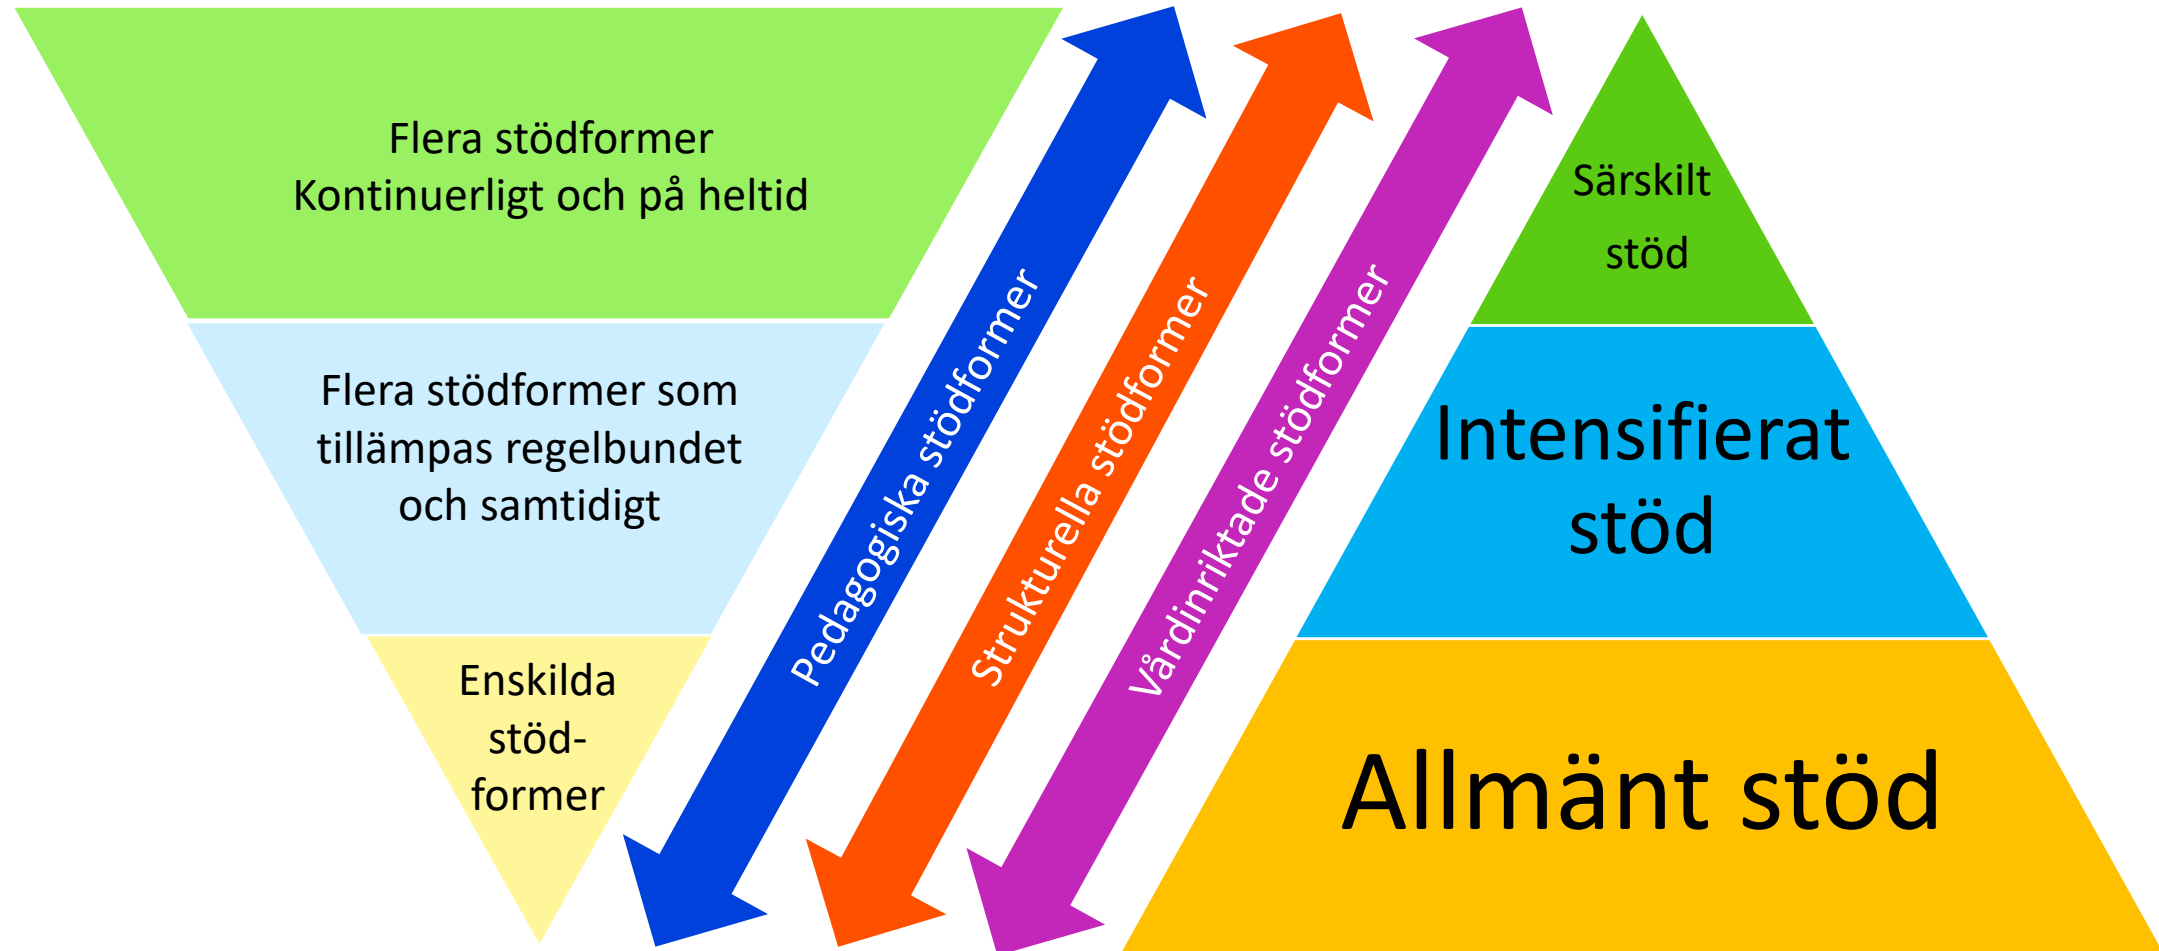 Flera stödformer
Kontinuerligt och på heltid
Flera stödformer som
tillämpas regelbundet
och samtidigt
Enskilda
stöd-
former
Pedagogiska stödformer
Strukturella stödformer
Vårdinriktade stödformer
Särskilt
stöd
Intensifierat
stöd
Allmänt stöd